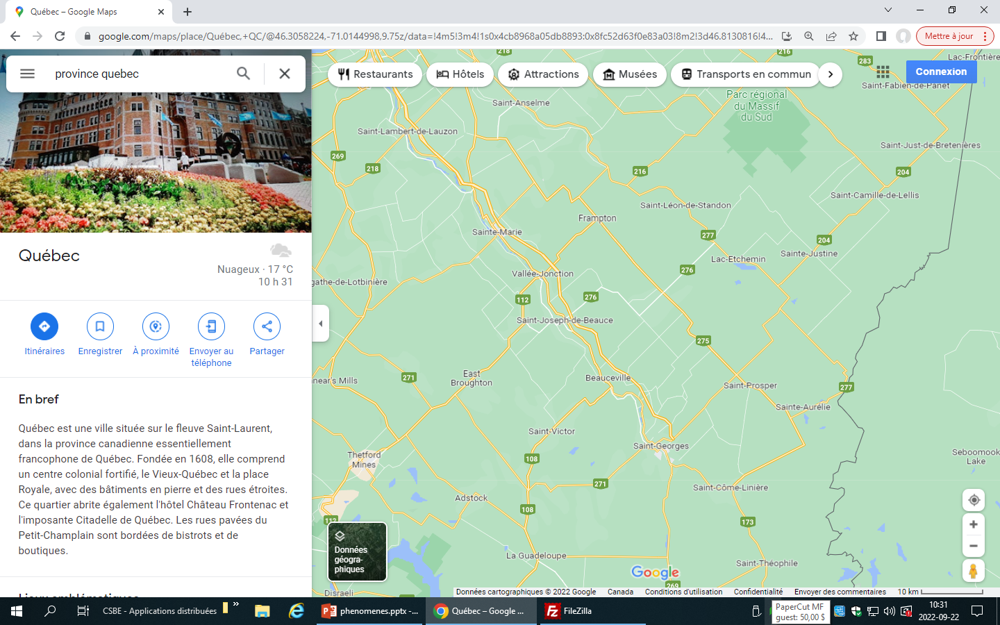 Québec – Google Maps
google.com/maps/place/Québec,+QC/@46.3058224,-71.0144998,9.75z/data=!4m5!3m4!1s0x4cb8968a05db8893:0x8fc52d63f0e83a03!8m2!3d46.8130816!4...
Mettre à jour
province quebec
Restaurants
Hôtels
Attractions
Musées
Transports en commun
Connexion
218
216
283
Lac-Frontière
Saint-Fabien-de-Panet
Parc régional
du Massif
du Sud
Saint-Anselme
Saint-Lambert-de-Lauzon
Saint-Just-de-Bretenières
269
218
216
204
Saint-Camille-de-Lellis
Saint-Léon-de-Standon
Frampton
Sainte-Marie
277
204
Sainte-Justine
Lac-Etchemin
276
Vallée-Jonction
gathe-de-Lotbinière
112
276
Saint-Joseph-de-Beauce
275
271
East
Broughton
Beauceville
nnear's Mills
Saint-Prosper
277
Sainte-Aurélie
Saint-Victor
Saint-Georges
Thetford
Mines
108
Seboomook
Lake
271
Saint-Côme-Linière
Adstock
108
112
173
La Guadeloupe
Saint-Théophile
269
Disraeli
Données
géogra-
phiques
Google
Données cartographiques © 2022 Google
Canada
Conditions d'utilisation
Confidentialité
Envoyer des commentaires
10 km
Québec
Nuageux · 17 °C
10 h 31
Itinéraires
Enregistrer
À proximité
Envoyer au
téléphone
Partager
En bref
Québec est une ville située sur le fleuve Saint-Laurent,
dans la province canadienne essentiellement
francophone de Québec. Fondée en 1608, elle comprend
un centre colonial fortifié, le Vieux-Québec et la place
Royale, avec des bâtiments en pierre et des rues étroites.
Ce quartier abrite également l'hôtel Château Frontenac et
l'imposante Citadelle de Québec. Les rues pavées du
Petit-Champlain sont bordées de bistrots et de
boutiques.
Lieux emblématiques
CSBE - Applications distribuées
phenomenes.pptx -...
Québec – Google ...
FileZilla
PaperCut MF
guest: 50,00 $
10:31
2022-09-22